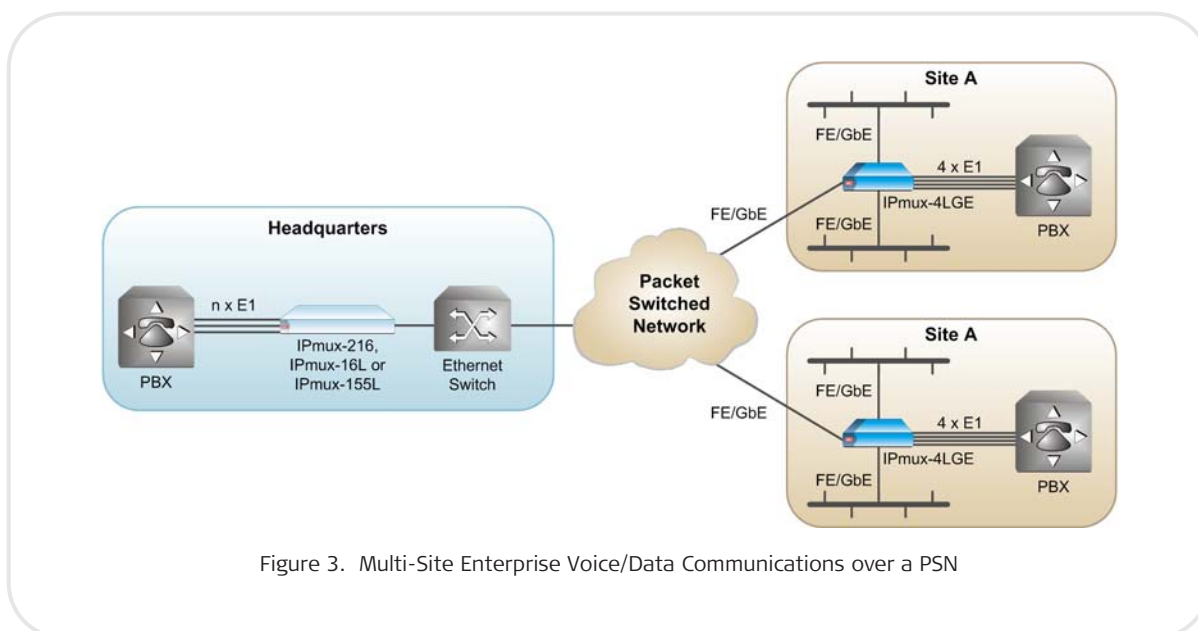 Headquarters
PBX
n x E1
IPmux-216,
IPmux-16L or
IPmux-155L
Ethernet
Switch
Packet
Switched
Network
FE/GbE
FE/GbE
Site A
FE/GbE
FE/GbE
IPmux-4LGE
4 x E1
PBX
Site A
FE/GbE
FE/GbE
IPmux-4LGE
4 x E1
PBX
Figure 3. Multi-Site Enterprise Voice/Data Communications over a PSN